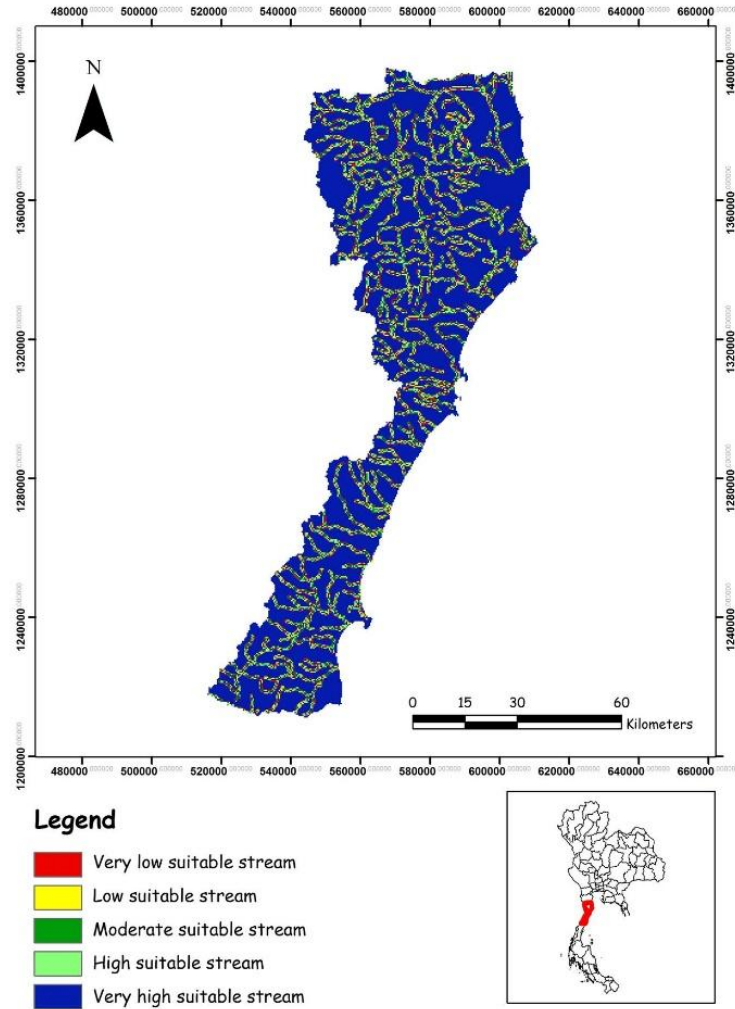 480000 500000 520000 540000 560000 580000 600000 620000 640000 660000
N
1400000 1400000
1360000 1360000
1320000 1320000
1280000 1280000
1240000 1240000
1200000 1200000
0 15 30 60
Kilometers
480000 500000 520000 540000 560000 580000 600000 620000 640000 660000
Legend
Very low suitable stream
Low suitable stream
Moderate suitable stream
High suitable stream
Very high suitable stream